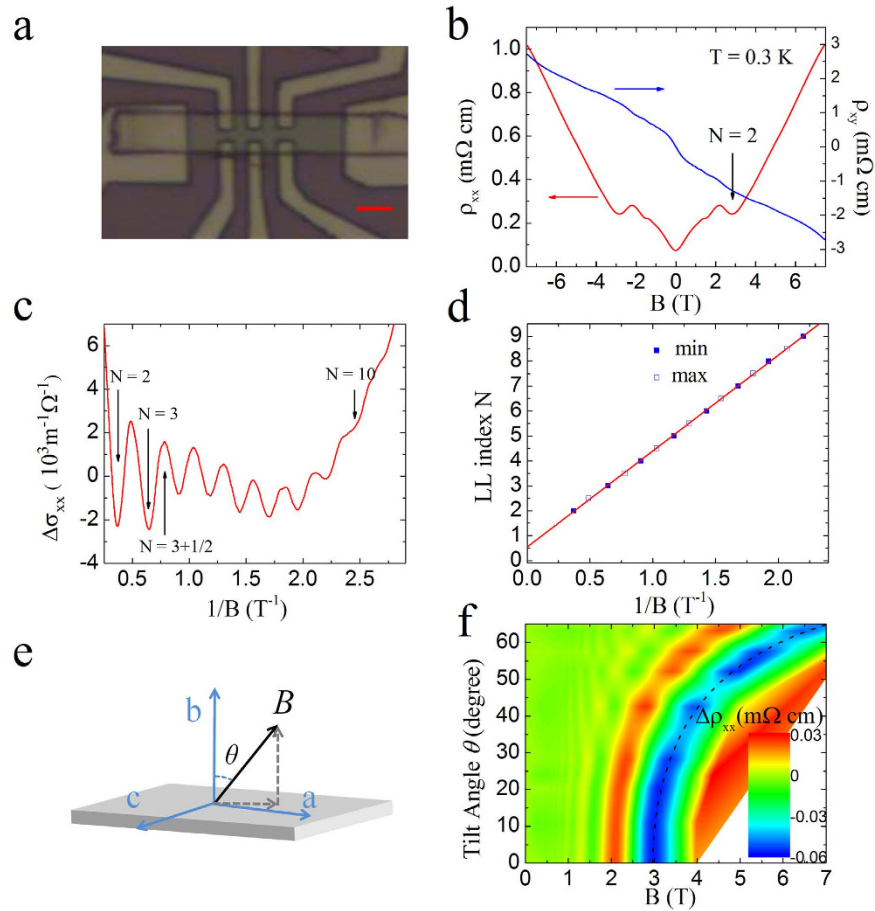 a
b
T = 0.3 K
N = 2
ρxx (mΩ cm)
1.0
0.8
0.6
0.4
0.2
0.0
3
2
1
0
-1
-2
-3
ρxy (mΩ cm)
-6 -4 -2 0 2 4 6
B (T)
c
N = 2
N = 3
N = 3+1/2
N = 10
Δσxx ( 10³m⁻¹Ω⁻¹)
6
4
2
0
-2
-4
0.5 1.0 1.5 2.0 2.5
1/B (T⁻¹)
d
min
max
LL index N
9
8
7
6
5
4
3
2
1
0
0.0 0.5 1.0 1.5 2.0
1/B (T⁻¹)
e
b
B
θ
c
a
f
Tilt Angle θ (degree)
60
50
40
30
20
10
0
Δρxx(mΩ cm)
0.03
0
-0.03
-0.06
0 1 2 3 4 5 6 7
B (T)